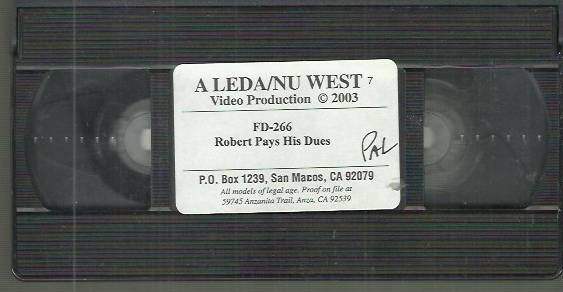 A LEDA/NU WEST 7
Video Production © 2003
FD-266
Robert Pays His Dues
PAL
P.O. Box 1239, San Macos, CA 92079
All models of legal age. Proof on file at
59745 Anzanita Trail, Anza, CA 92539